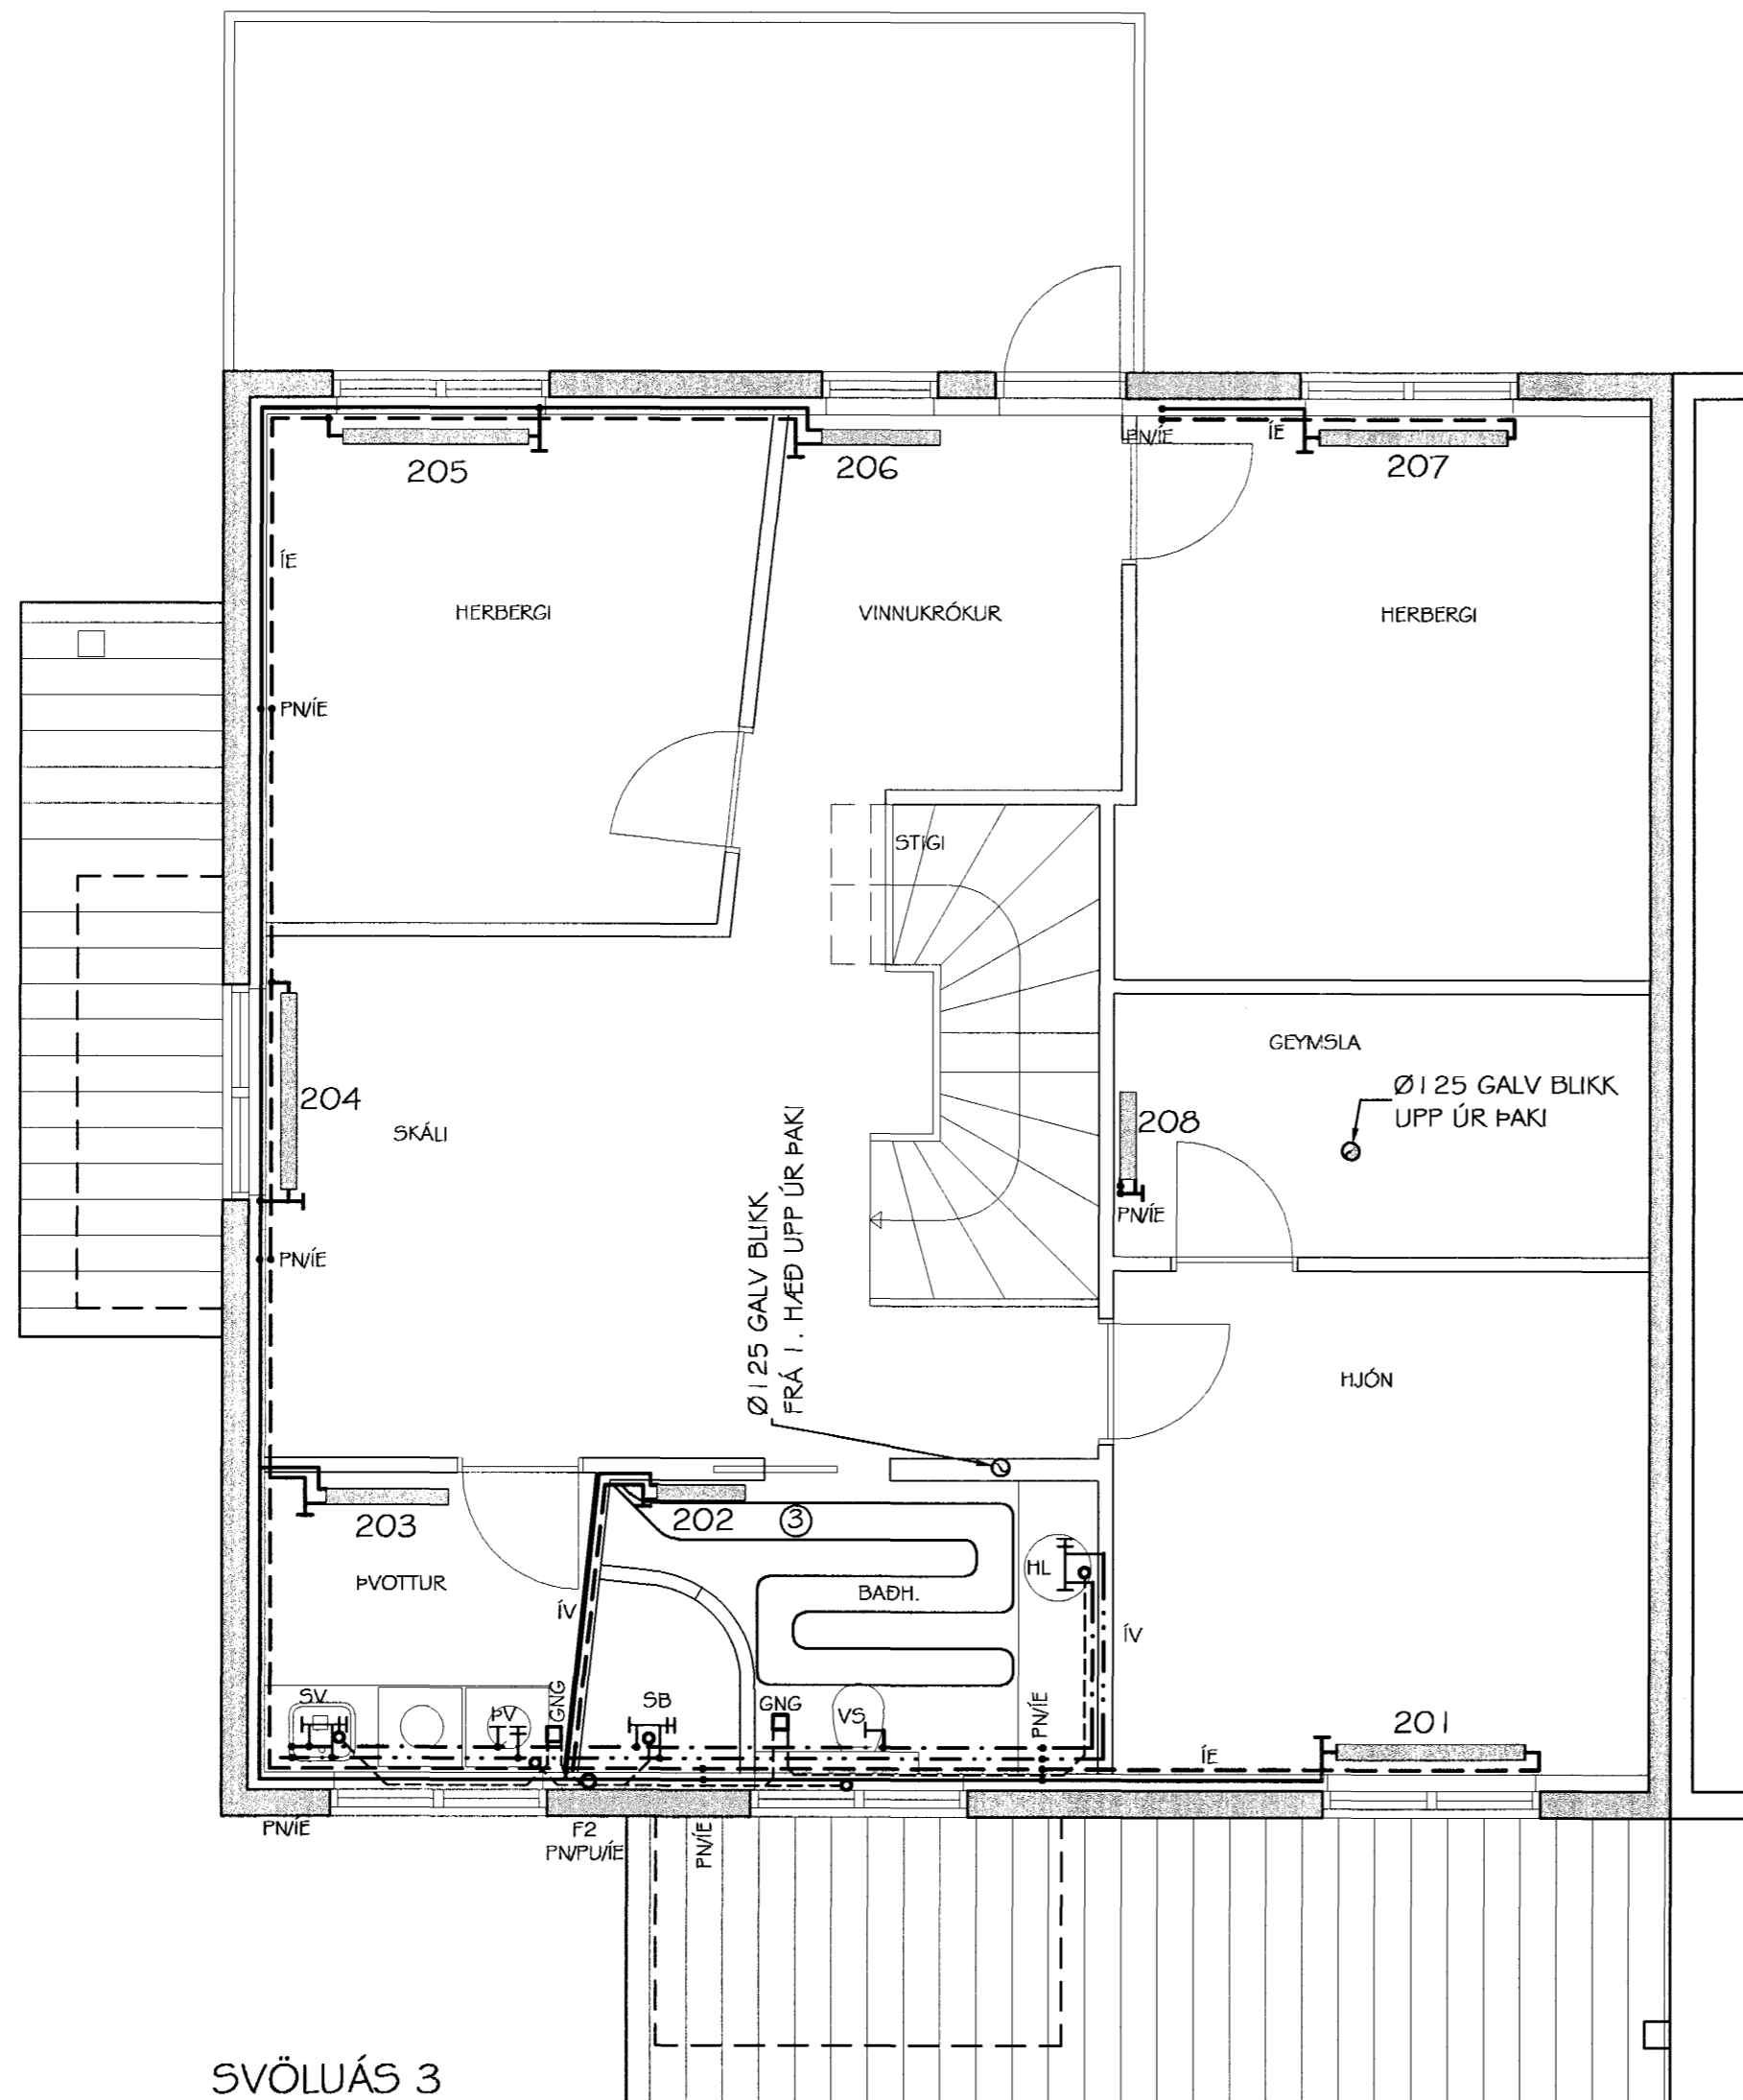 PN/ÍE
ÍE
205
206
207
ÍE
HERBERGI
VINNUKRÓKUR
HERBERGI
PN/ÍE
STIGI
GEYMSLA
Ø125 GALV BLIKK
UPP ÚR ÞAKI
204
SKÁLI
208
PN/ÍE
Ø125 GALV BLIKK
FRÁ 1. HÆÐ UPP ÚR ÞAKI
PN/ÍE
HJÓN
203
202
3
HL
ÞVOTTUR
BAÐH.
ÍV
ÍV
SV
ÞV
GNG
SB
GNG
VS
PN/ÍE
201
ÍE
PN/ÍE
F2
PN/PU/ÍE
PN/ÍE
SVÖLUÁS 3